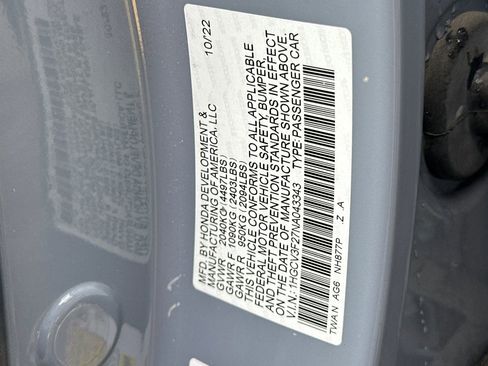 MFD. BY HONDA DEVELOPMENT &
MANUFACTURING OF AMERICA, LLC 10/22
GVWR 2040KG (4497LBS)
GAWR F 1090KG (2403LBS)
GAWR R 950KG (2094LBS)
THIS VEHICLE CONFORMS TO ALL APPLICABLE
FEDERAL MOTOR VEHICLE SAFETY, BUMPER,
AND THEFT PREVENTION STANDARDS IN EFFECT
ON THE DATE OF MANUFACTURE SHOWN ABOVE.
V.I.N. : 1HGCV3F27NA043343 TYPE:PASSENGER CAR
TWAN AG6 NH877P Z A